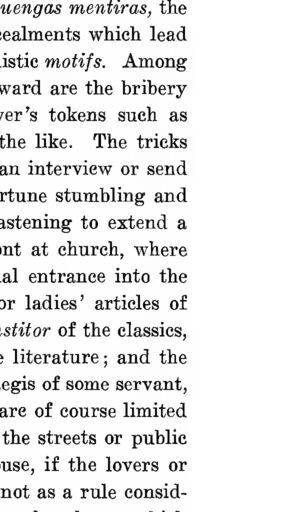 uengas mentiras, the
cealments which lead
istic motifs. Among
ward are the bribery
ver's tokens such as
the like. The tricks
an interview or send
rtune stumbling and
astening to extend a
ont at church, where
al entrance into the
or ladies' articles of
stitor of the classics,
e literature; and the
egis of some servant,
are of course limited
the streets or public
use, if the lovers or
not as a rule consid-